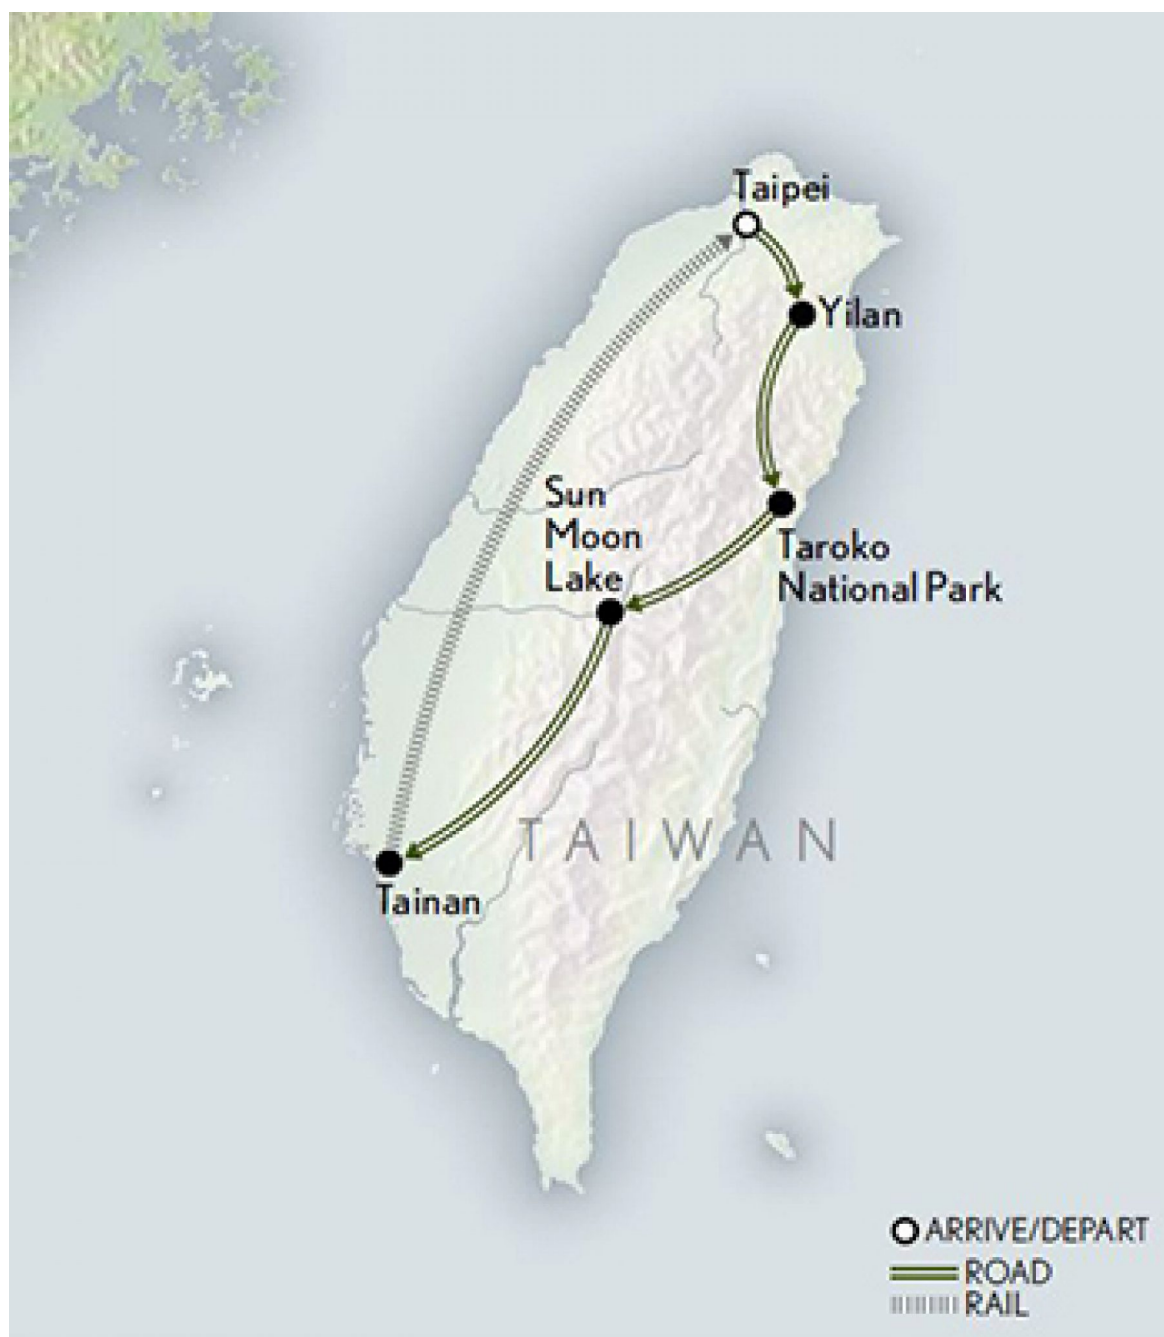 Taipei
Yilan
Sun
Moon
Lake
Taroko
National Park
TAIWAN
Tainan
ARRIVE/DEPART
ROAD
RAIL